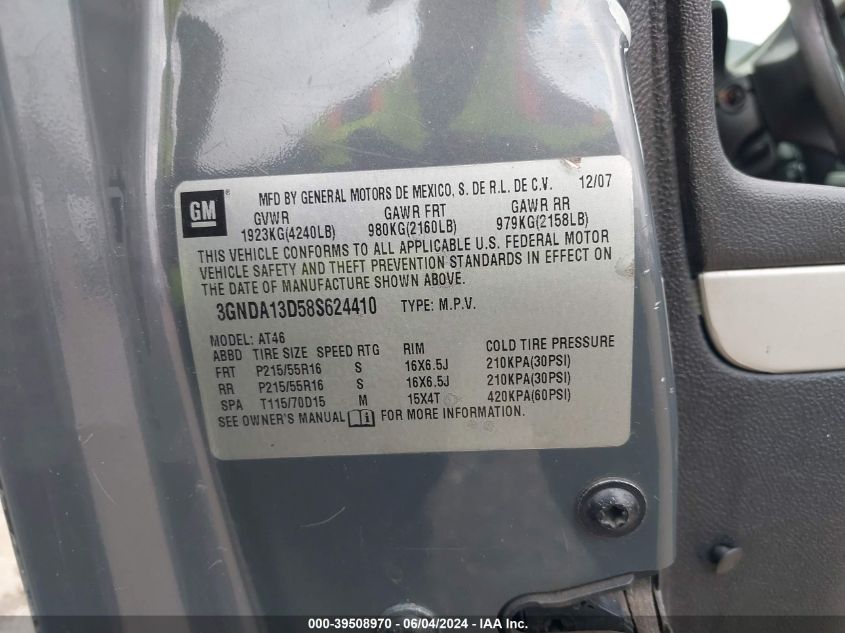 GM ® MFD BY GENERAL MOTORS DE MEXICO, S. DE R.L. DE C.V. 12/07
GVWR GAWR FRT GAWR RR
1923KG(4240LB) 980KG(2160LB) 979KG(2158LB)
THIS VEHICLE CONFORMS TO ALL APPLICABLE U.S. FEDERAL MOTOR
VEHICLE SAFETY AND THEFT PREVENTION STANDARDS IN EFFECT ON
THE DATE OF MANUFACTURE SHOWN ABOVE.
3GNDA13D58S624410 TYPE: M.P.V.
MODEL: AT46
ABBD TIRE SIZE SPEED RTG RIM COLD TIRE PRESSURE
FRT P215/55R16 S 16X6.5J 210KPA(30PSI)
RR P215/55R16 S 16X6.5J 210KPA(30PSI)
SPA T115/70D15 M 15X4T 420KPA(60PSI)
SEE OWNER'S MANUAL FOR MORE INFORMATION.
000-39508970 - 06/04/2024 - IAA Inc.